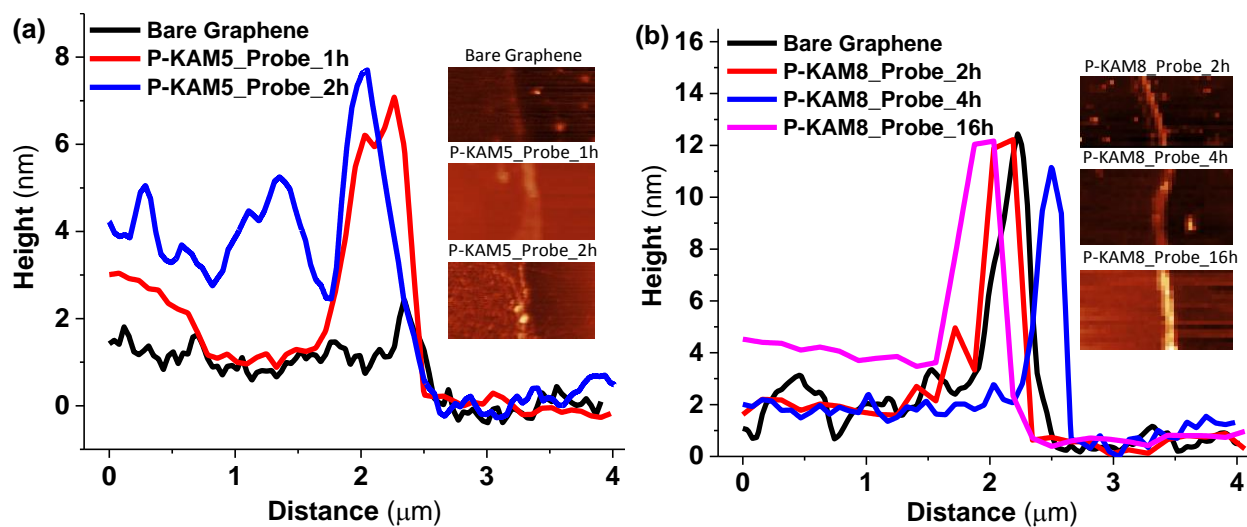 (a)
Bare Graphene
P-KAM5_Probe_1h
P-KAM5_Probe_2h
Bare Graphene
P-KAM5_Probe_1h
P-KAM5_Probe_2h
Height (nm)
8
6
4
2
0
0 1 2 3 4
Distance (μm)
(b)
Bare Graphene
P-KAM8_Probe_2h
P-KAM8_Probe_4h
P-KAM8_Probe_16h
P-KAM8_Probe_2h
P-KAM8_Probe_4h
P-KAM8_Probe_16h
Height (nm)
16
14
12
10
8
6
4
2
0
0 1 2 3 4
Distance (μm)